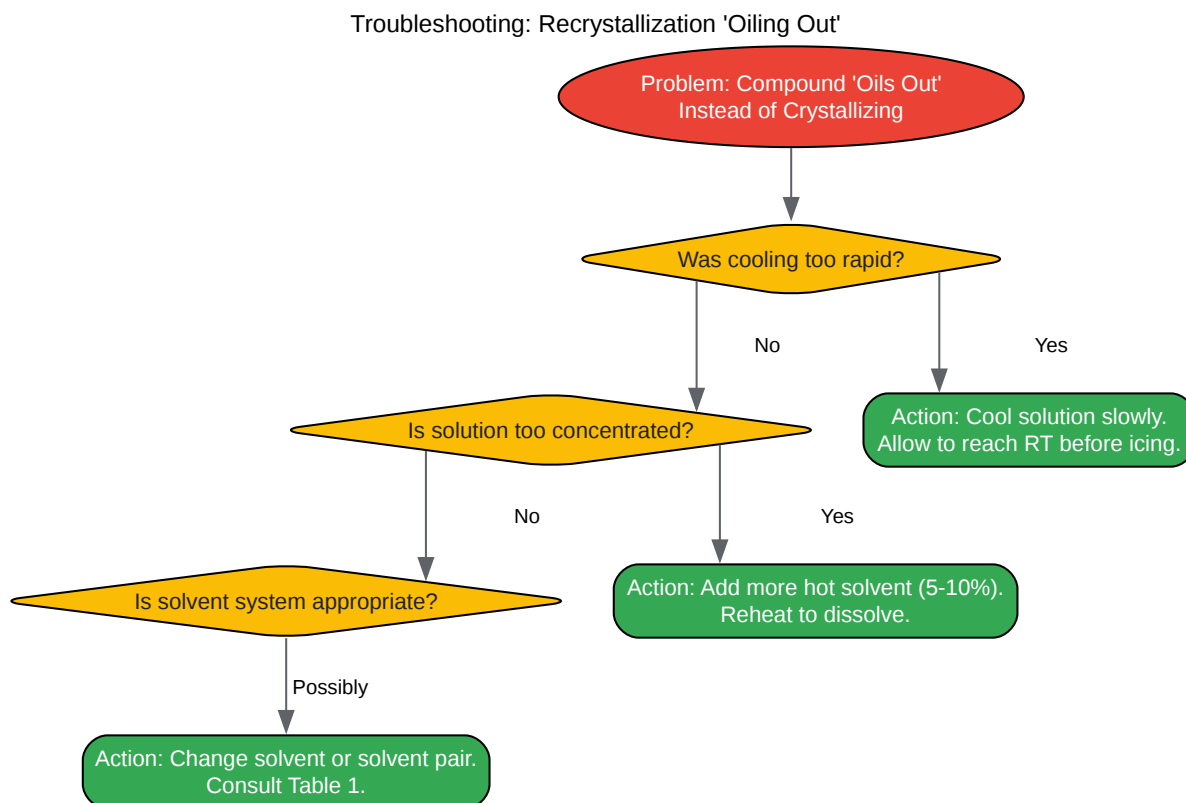 Troubleshooting: Recrystallization 'Oiling Out'
Problem: Compound 'Oils Out'
Instead of Crystallizing
Was cooling too rapid?
No
Yes
Action: Cool solution slowly.
Allow to reach RT before icing.
Is solution too concentrated?
No
Yes
Action: Add more hot solvent (5-10%).
Reheat to dissolve.
Is solvent system appropriate?
Possibly
Action: Change solvent or solvent pair.
Consult Table 1.